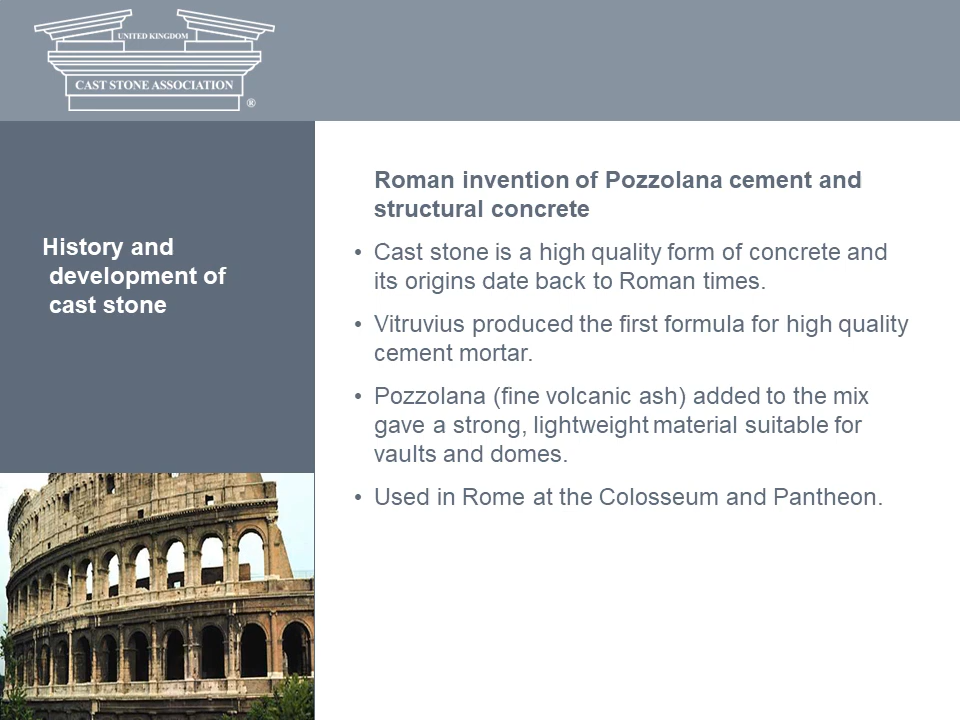 UNITED KINGDOM
CAST STONE ASSOCIATION
®
History and
development of
cast stone
Roman invention of Pozzolana cement and
structural concrete
• Cast stone is a high quality form of concrete and
its origins date back to Roman times.
• Vitruvius produced the first formula for high quality
cement mortar.
• Pozzolana (fine volcanic ash) added to the mix
gave a strong, lightweight material suitable for
vaults and domes.
• Used in Rome at the Colosseum and Pantheon.